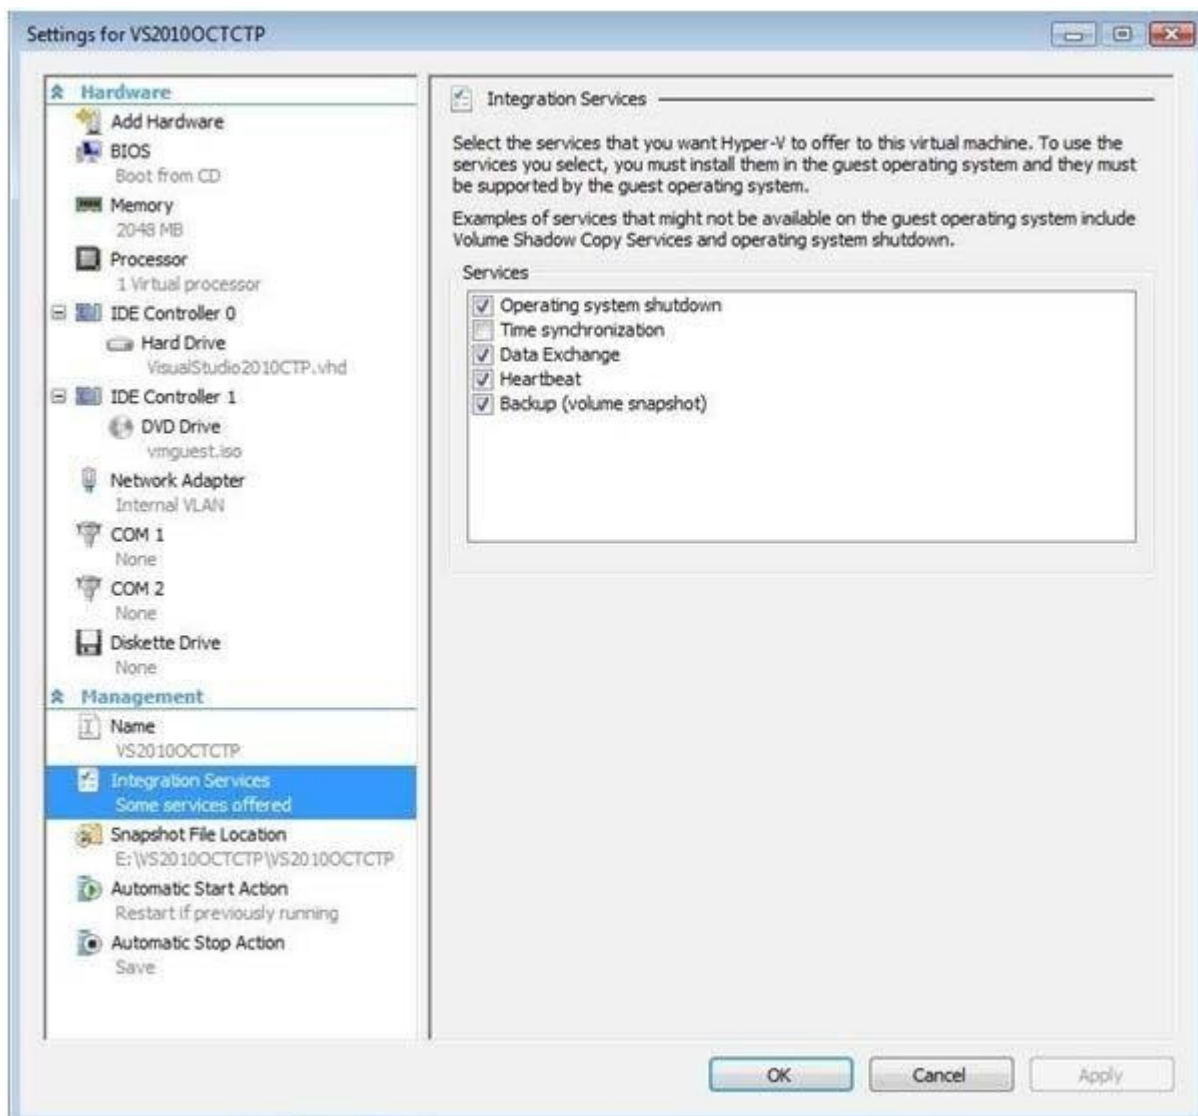 Settings for VS2010OCTCTP
Hardware
Add Hardware
BIOS
Boot from CD
Memory
2048 MB
Processor
1 Virtual processor
IDE Controller 0
Hard Drive
VisualStudio2010CTP.vhd
IDE Controller 1
DVD Drive
vmguest.iso
Network Adapter
Internal VLAN
COM 1
None
COM 2
None
Diskette Drive
None
Management
Name
VS2010OCTCTP
Integration Services
Some services offered
Snapshot File Location
E:\VS2010OCTCTP\VS2010OCTCTP
Automatic Start Action
Restart if previously running
Automatic Stop Action
Save
Integration Services
Select the services that you want Hyper-V to offer to this virtual machine. To use the
services you select, you must install them in the guest operating system and they must
be supported by the guest operating system.
Examples of services that might not be available on the guest operating system include
Volume Shadow Copy Services and operating system shutdown.
Services
Operating system shutdown
Time synchronization
Data Exchange
Heartbeat
Backup (volume snapshot)
OK
Cancel
Apply